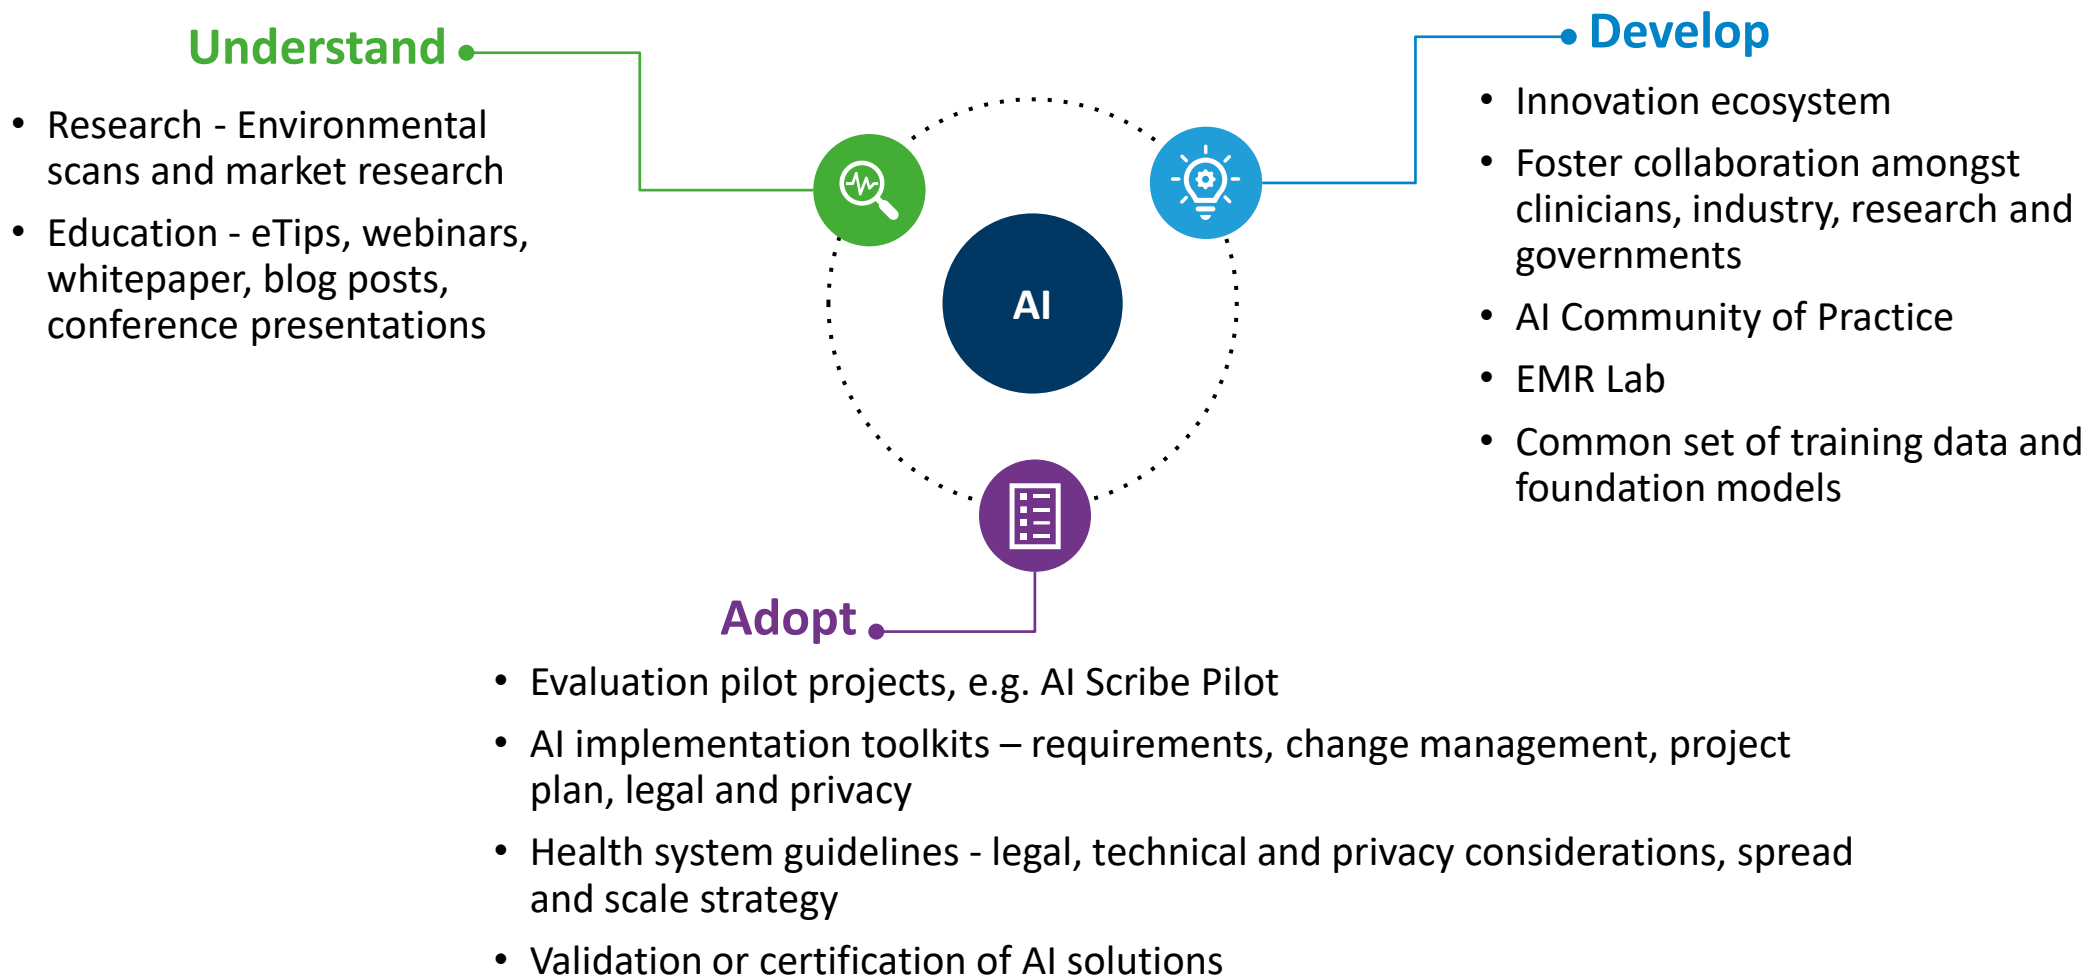 Understand
• Research - Environmental
scans and market research
• Education - eTips, webinars,
whitepaper, blog posts,
conference presentations
AI
Develop
• Innovation ecosystem
• Foster collaboration amongst
clinicians, industry, research and
governments
• AI Community of Practice
• EMR Lab
• Common set of training data and
foundation models
Adopt
• Evaluation pilot projects, e.g. AI Scribe Pilot
• AI implementation toolkits – requirements, change management, project
plan, legal and privacy
• Health system guidelines - legal, technical and privacy considerations, spread
and scale strategy
• Validation or certification of AI solutions